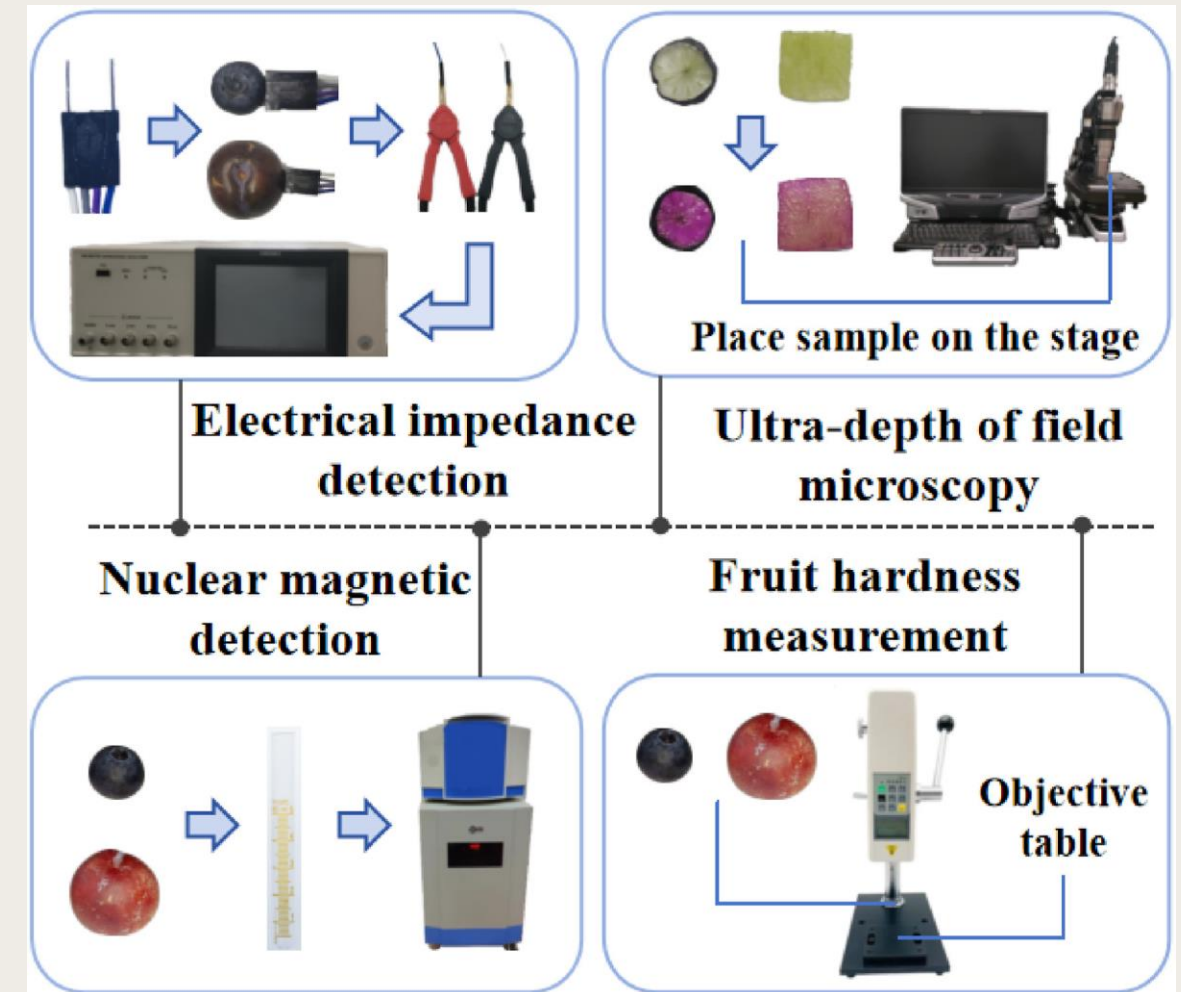 Place sample on the stage
Electrical impedance
detection
Ultra-depth of field
microscopy
Nuclear magnetic
detection
Fruit hardness
measurement
Objective
table